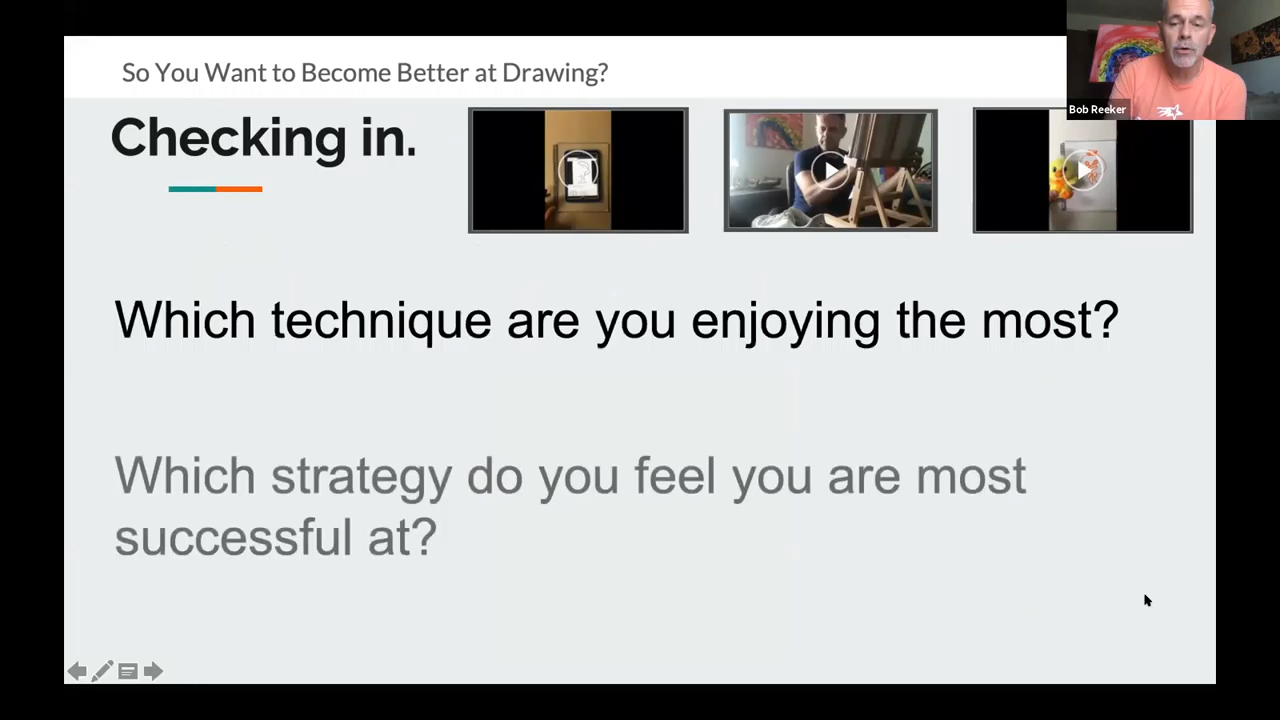 So You Want to Become Better at Drawing?
Bob Reeker
Checking in.
Which technique are you enjoying the most?
Which strategy do you feel you are most
successful at?